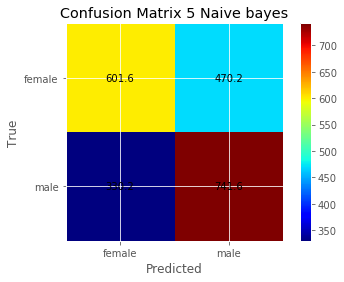 Confusion Matrix 5 Naive bayes
female 601.6 470.2
male
True
female male
Predicted
700
650
600
550
500
450
400
350